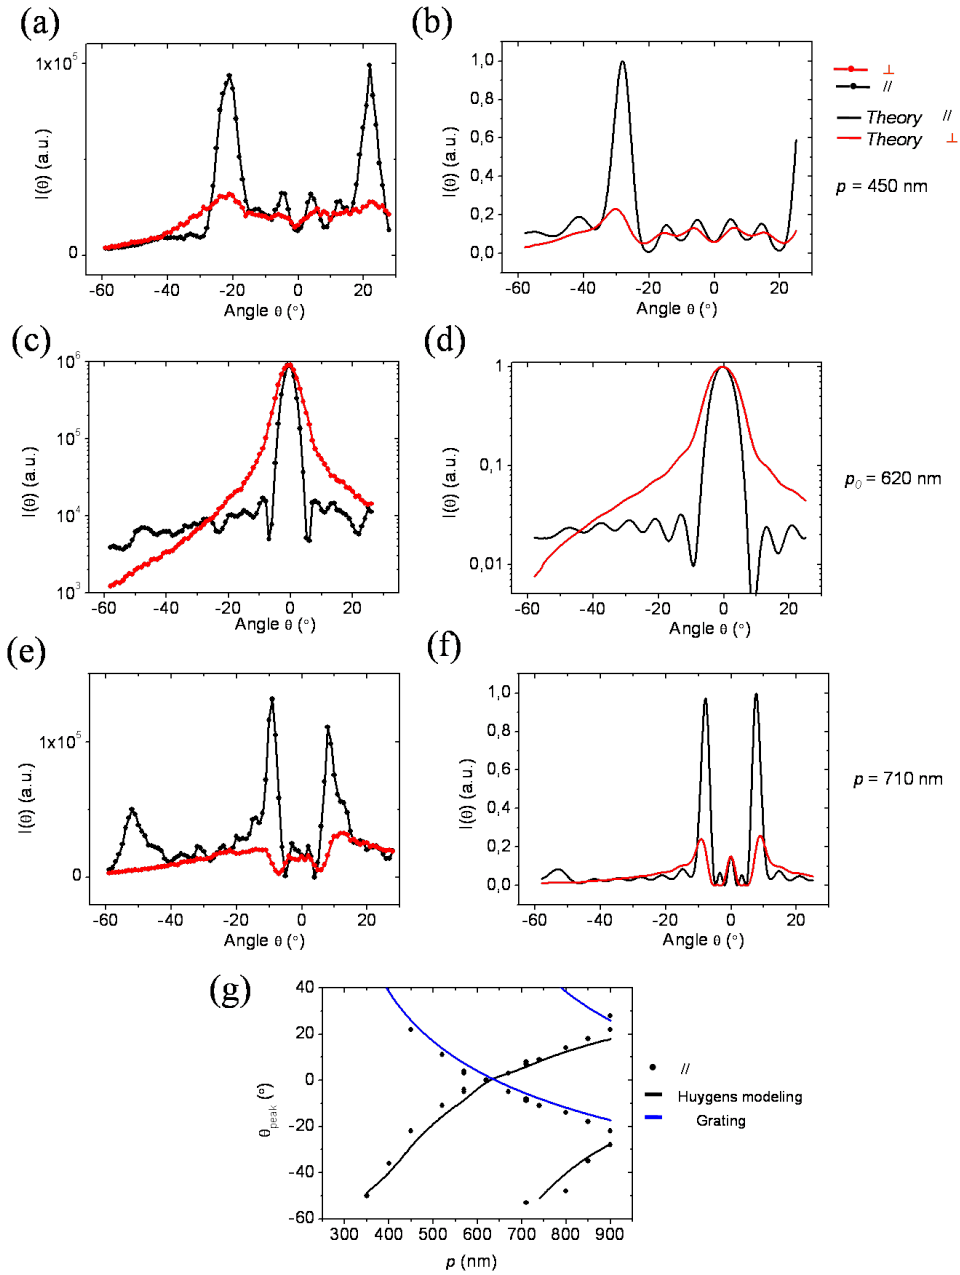 (a)
1x10⁵
0
I(θ) (a.u.)
-60 -40 -20 0 20
Angle θ (°)
(b)
1,0
0,8
0,6
0,4
0,2
0,0
I(θ) (a.u.)
-60 -40 -20 0 20
Angle θ (°)
⊥
//
Theory //
Theory ⊥
p = 450 nm
(c)
10⁶
10⁵
10⁴
10³
I(θ) (a.u.)
-60 -40 -20 0 20
Angle θ (°)
(d)
1
0,1
0,01
I(θ) (a.u.)
-60 -40 -20 0 20
Angle θ (°)
p₀ = 620 nm
(e)
1x10⁵
0
I(θ) (a.u.)
-60 -40 -20 0 20
Angle θ (°)
(f)
1,0
0,8
0,6
0,4
0,2
0,0
I(θ) (a.u.)
-60 -40 -20 0 20
Angle θ (°)
p = 710 nm
(g)
40
20
0
-20
-40
-60
θpeak (°)
300 400 500 600 700 800 900
p (nm)
//
Huygens modeling
Grating